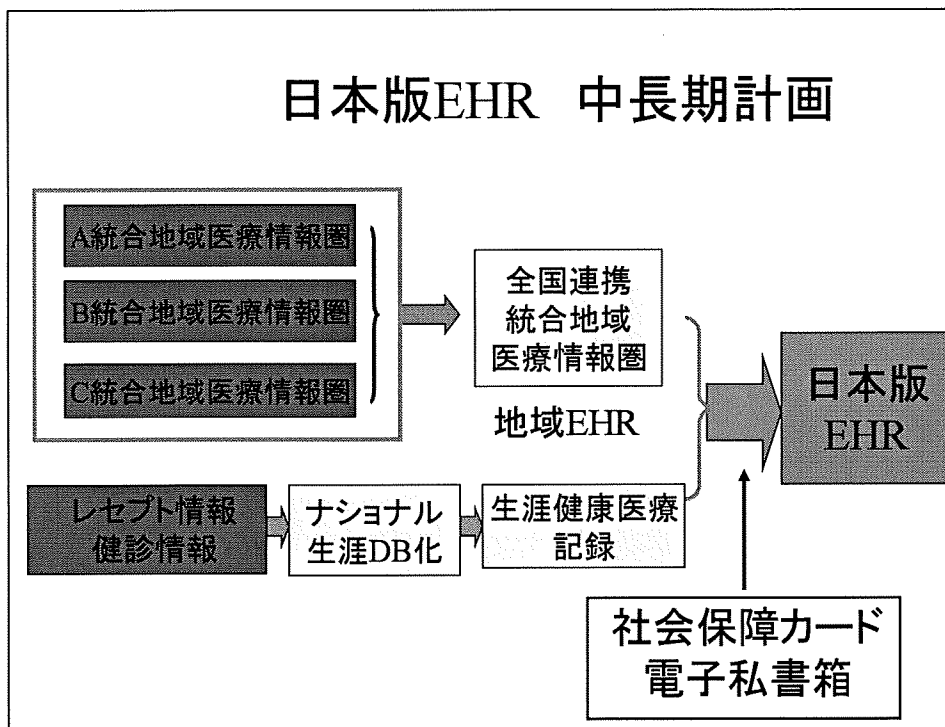 日本版EHR 中長期計画
A統合地域医療情報圏
B統合地域医療情報圏
C統合地域医療情報圏
全国連携
統合地域
医療情報圏
地域EHR
日本版
EHR
レセプト情報
健診情報
ナショナル
生涯DB化
生涯健康医療
記録
社会保障カード
電子私書箱